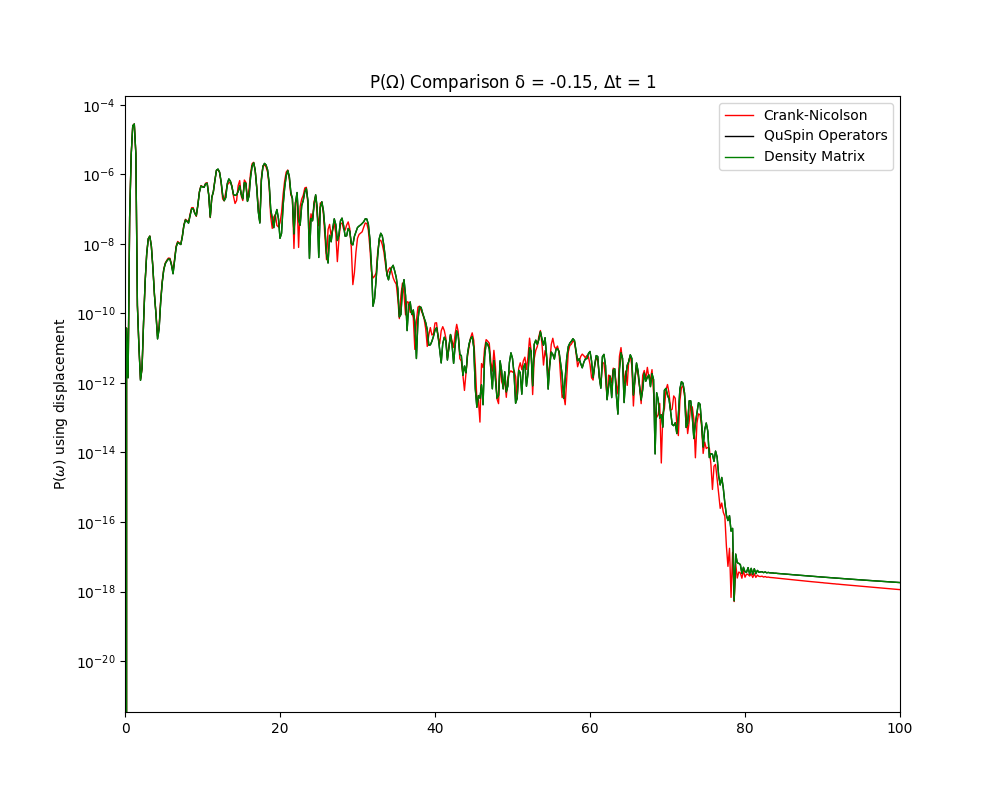 P(Ω) Comparison δ = -0.15, Δt = 1
Crank-Nicolson
QuSpin Operators
Density Matrix
P(ω) using displacement
10⁻⁴
10⁻⁶
10⁻⁸
10⁻¹⁰
10⁻¹²
10⁻¹⁴
10⁻¹⁶
10⁻¹⁸
10⁻²⁰
0 20 40 60 80 100